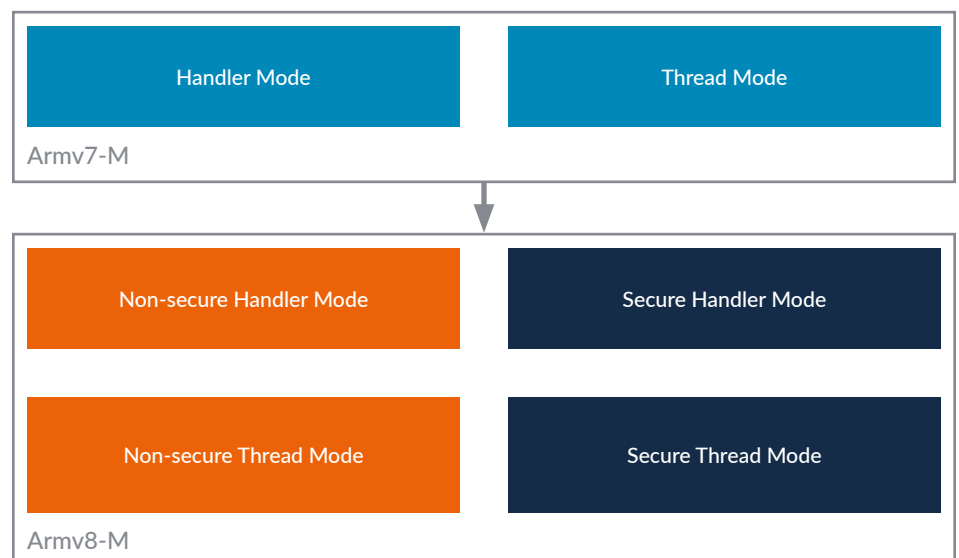 Handler Mode
Thread Mode
Armv7-M
Non-secure Handler Mode
Secure Handler Mode
Non-secure Thread Mode
Secure Thread Mode
Armv8-M